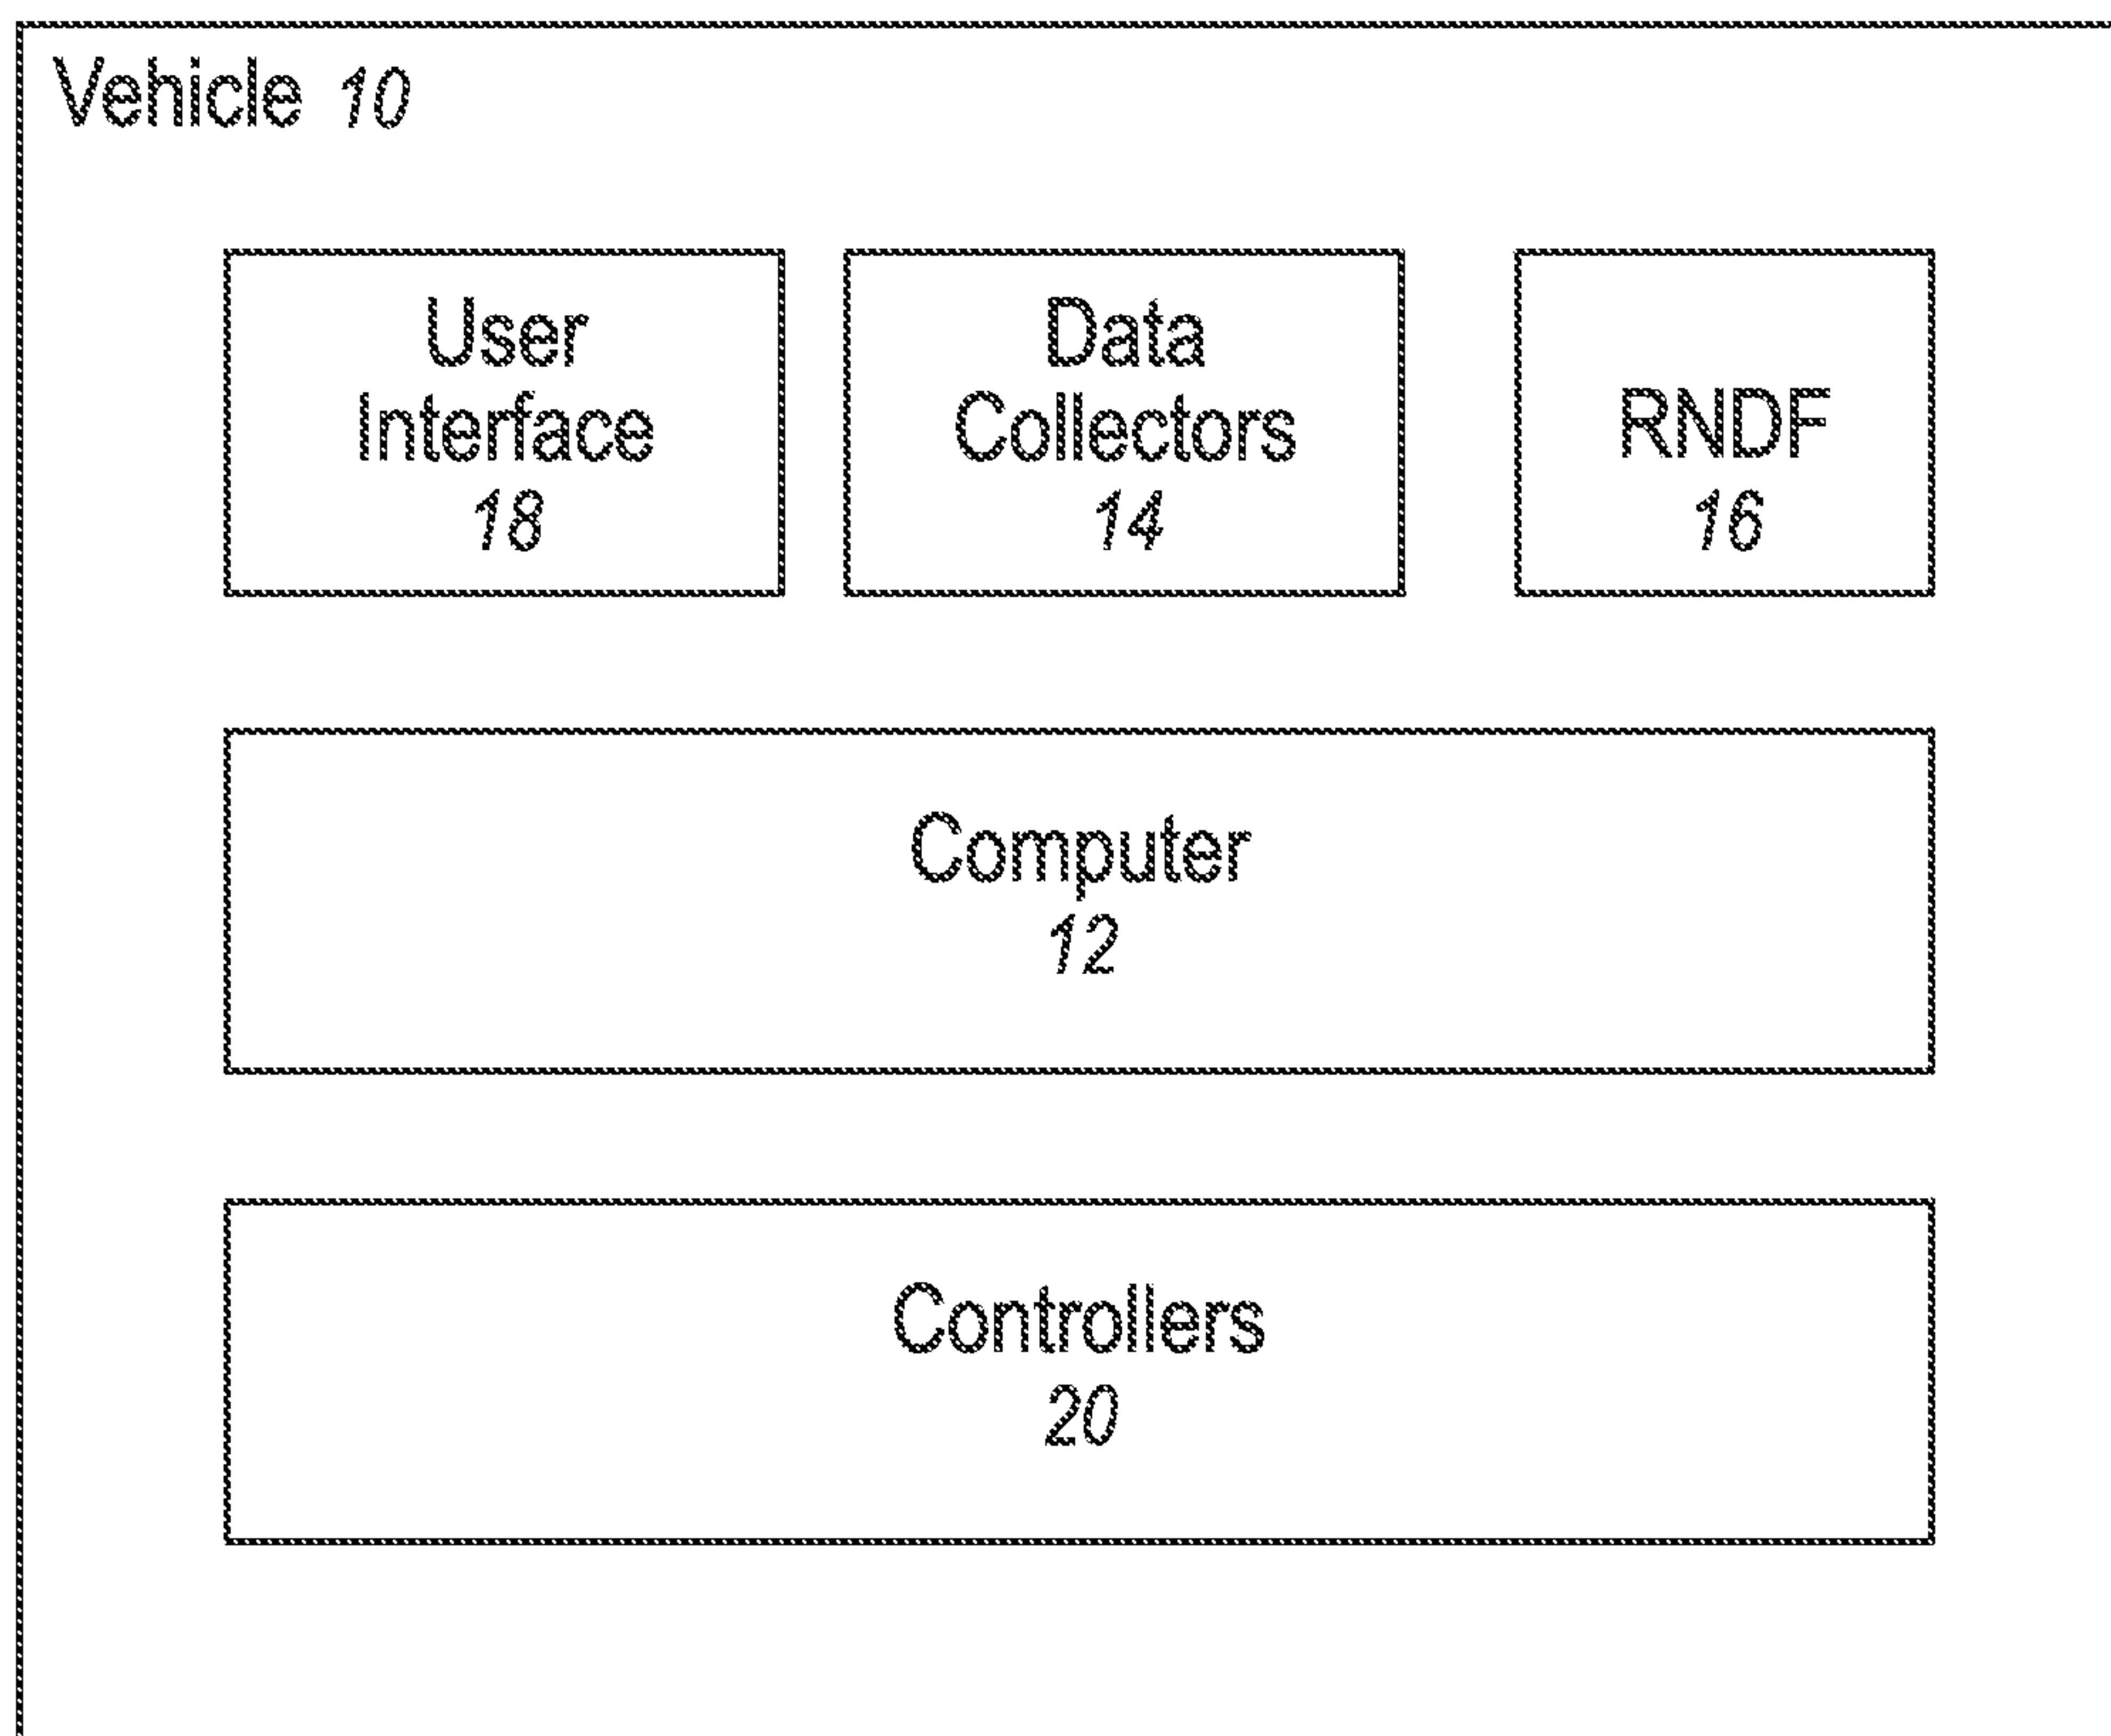 Vehicle 10
User
Interface
18
Data
Collectors
14
RNDF
16
Computer
12
Controllers
20